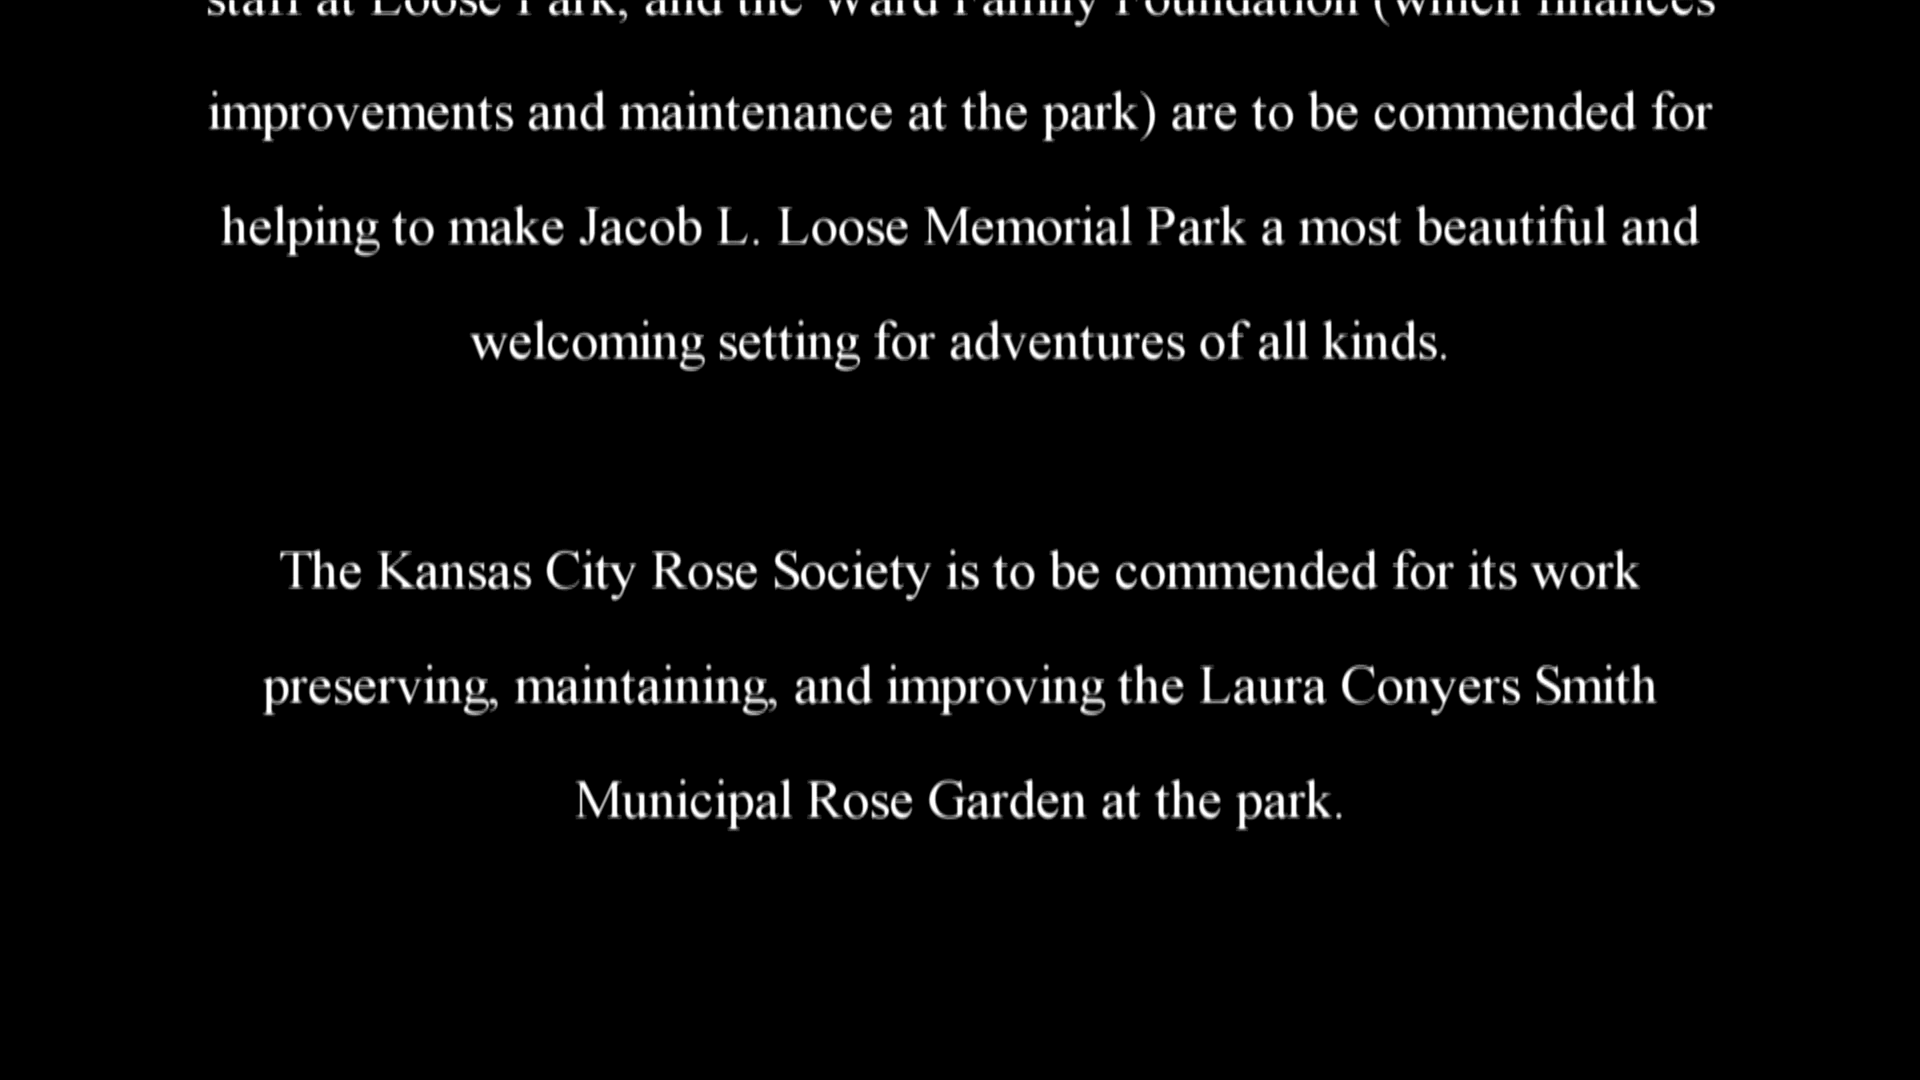 staff at Loose Park, and the Ward Family Foundation (which finances
improvements and maintenance at the park) are to be commended for
helping to make Jacob L. Loose Memorial Park a most beautiful and
welcoming setting for adventures of all kinds.
The Kansas City Rose Society is to be commended for its work
preserving, maintaining, and improving the Laura Conyers Smith
Municipal Rose Garden at the park.